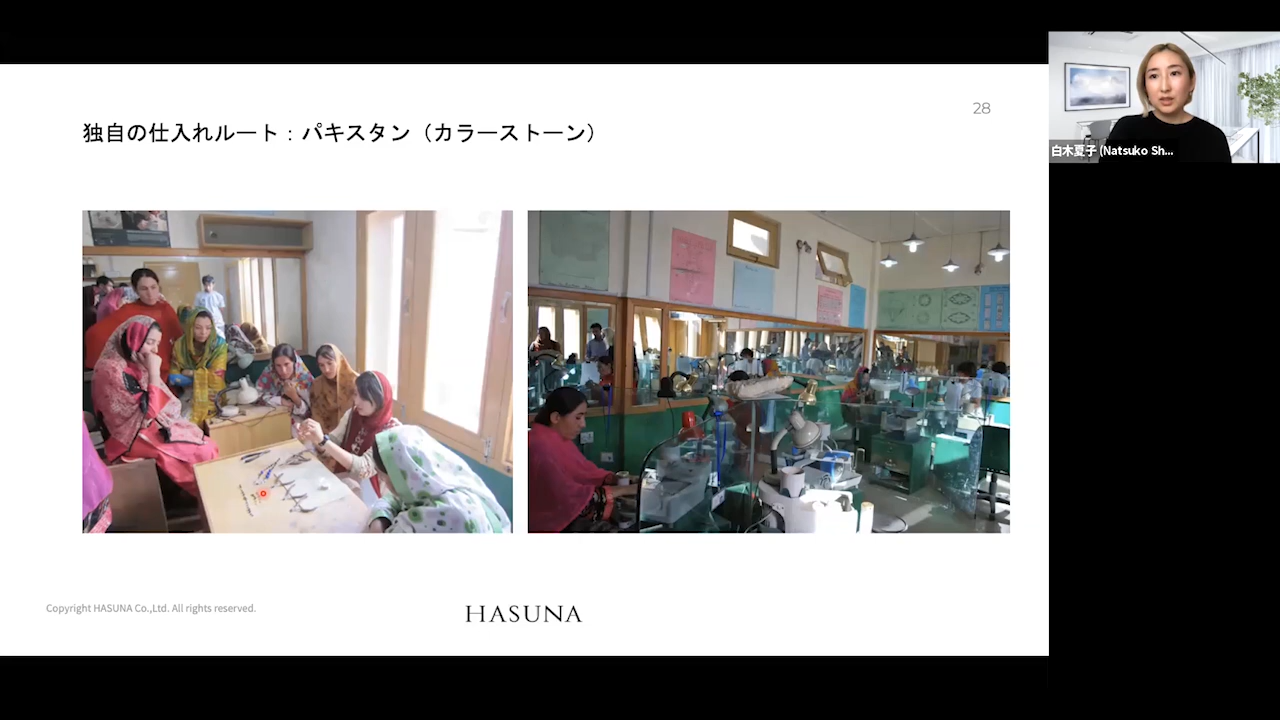 28
独自の仕入れルート：パキスタン（カラーストーン）
白木夏子 (Natsuko Sh...
Copyright HASUNA Co.,Ltd. All rights reserved.
HASUNA